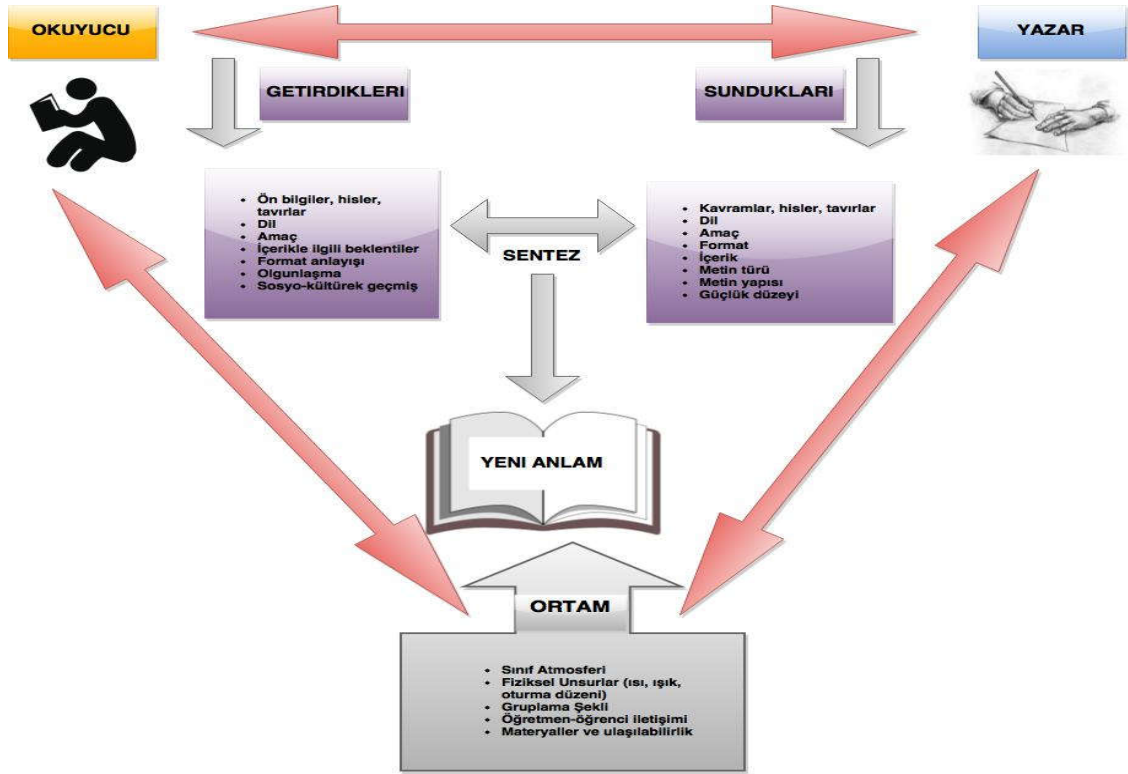 OKUYUCU
YAZAR
GETIRDIKLERI
SUNDUKLARI
• Ön bilgiler, hisler,
tavırlar
• Dil
• Amaç
• İçerikle ilgili beklentiler
• Format anlayışı
• Olgunlaşma
• Sosyo-kültürek geçmiş
SENTEZ
• Kavramlar, hisler, tavırlar
• Dil
• Amaç
• Format
• İçerik
• Metin türü
• Metin yapısı
• Güçlük düzeyi
YENI ANLAM
ORTAM
• Sınıf Atmosferi
• Fiziksel Unsurlar (ısı, ışık,
oturma düzeni)
• Gruplama Şekli
• Öğretmen-öğrenci iletişimi
• Materyaller ve ulaşılabilirlik